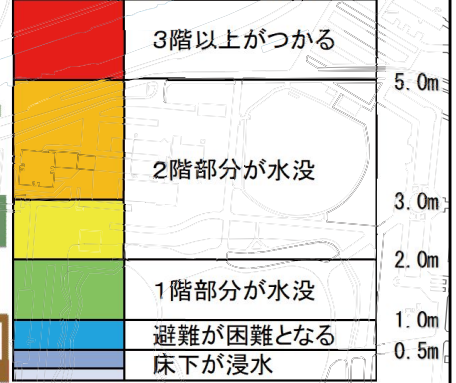 3階以上がつかる
5.0m
2階部分が水没
3.0m
2.0m
1階部分が水没
1.0m
避難が困難となる
0.5m
床下が浸水